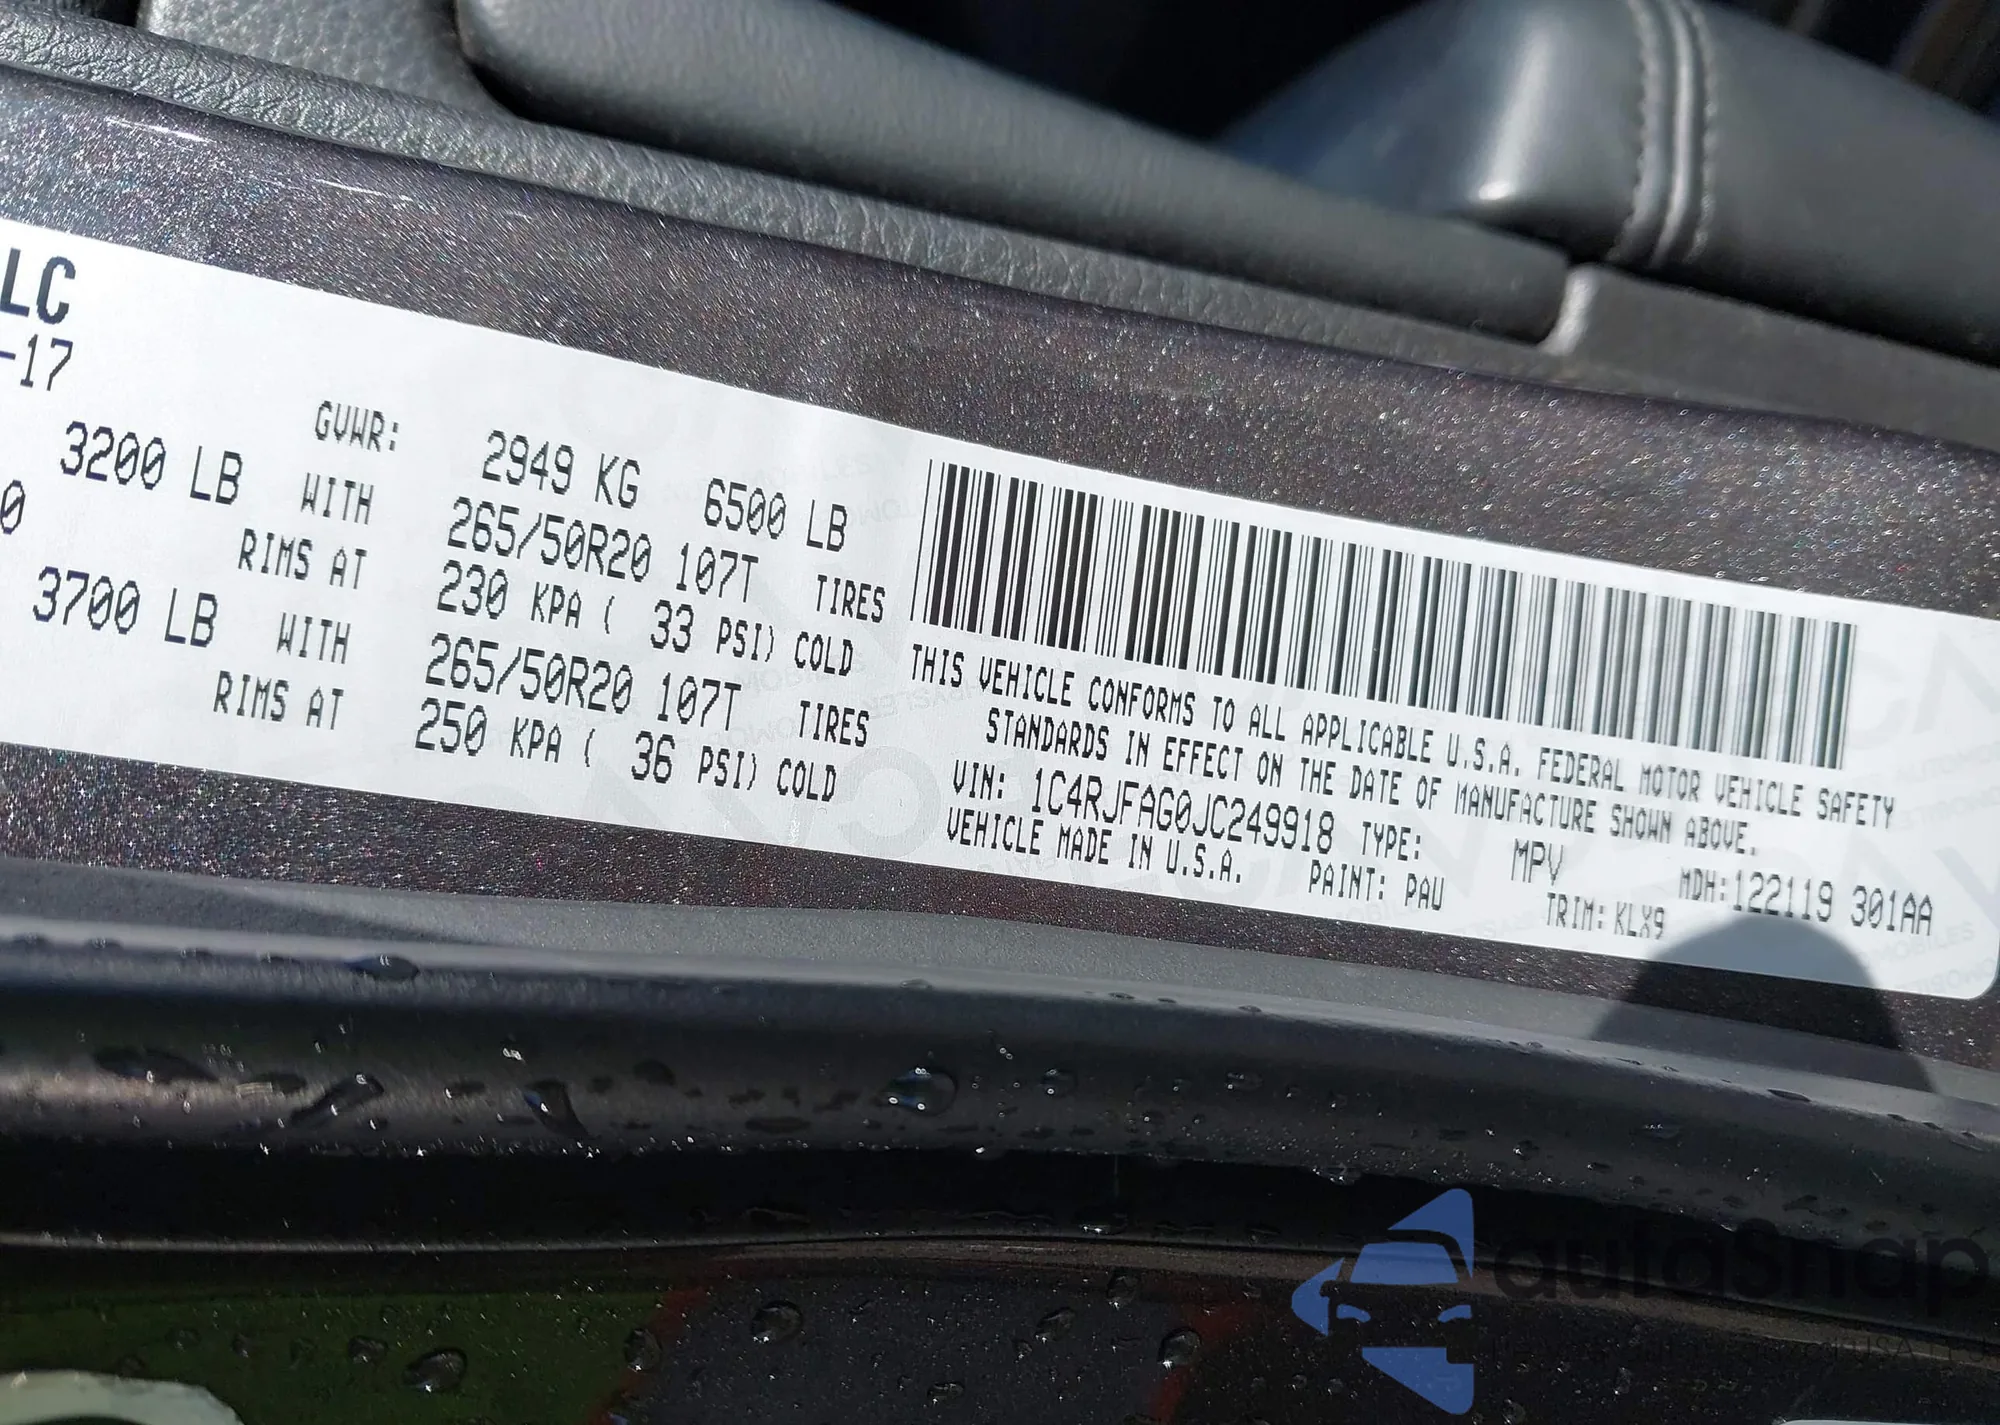 LC
-17
GVWR: 2949 KG 6500 LB
3200 LB WITH 265/50R20 107T TIRES
0 RIMS AT 230 KPA ( 33 PSI) COLD
3700 LB WITH 265/50R20 107T TIRES
RIMS AT 250 KPA ( 36 PSI) COLD
THIS VEHICLE CONFORMS TO ALL APPLICABLE U.S.A. FEDERAL MOTOR VEHICLE SAFETY
STANDARDS IN EFFECT ON THE DATE OF MANUFACTURE SHOWN ABOVE.
VIN: 1C4RJFAG0JC249918 TYPE: MPV MDH:122119 301AA
VEHICLE MADE IN U.S.A. PAINT: PAU TRIM: KLX9
autoSnap